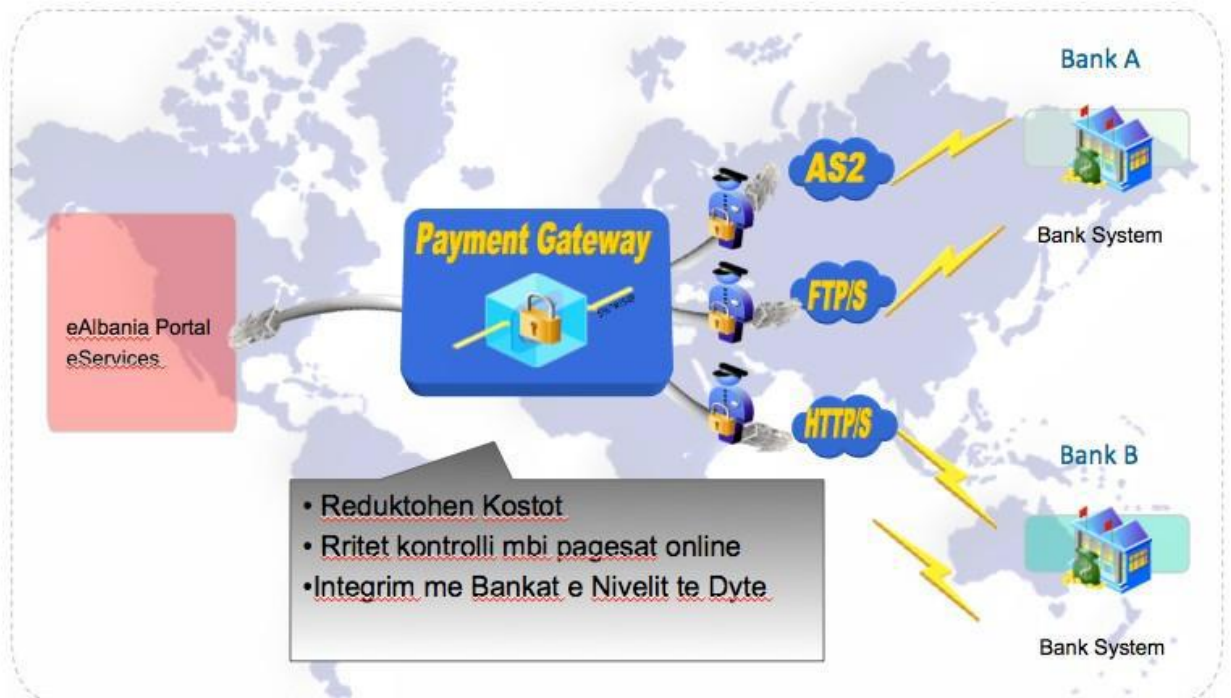 Bank A
AS2
Bank System
Payment Gateway
FTP/S
eAlbania Portal
eServices
HTTP/S
Bank B
• Reduktohen Kostot
• Rritet kontrolli mbi pagesat online
•Integrim me Bankat e Nivelit te Dyte
Bank System